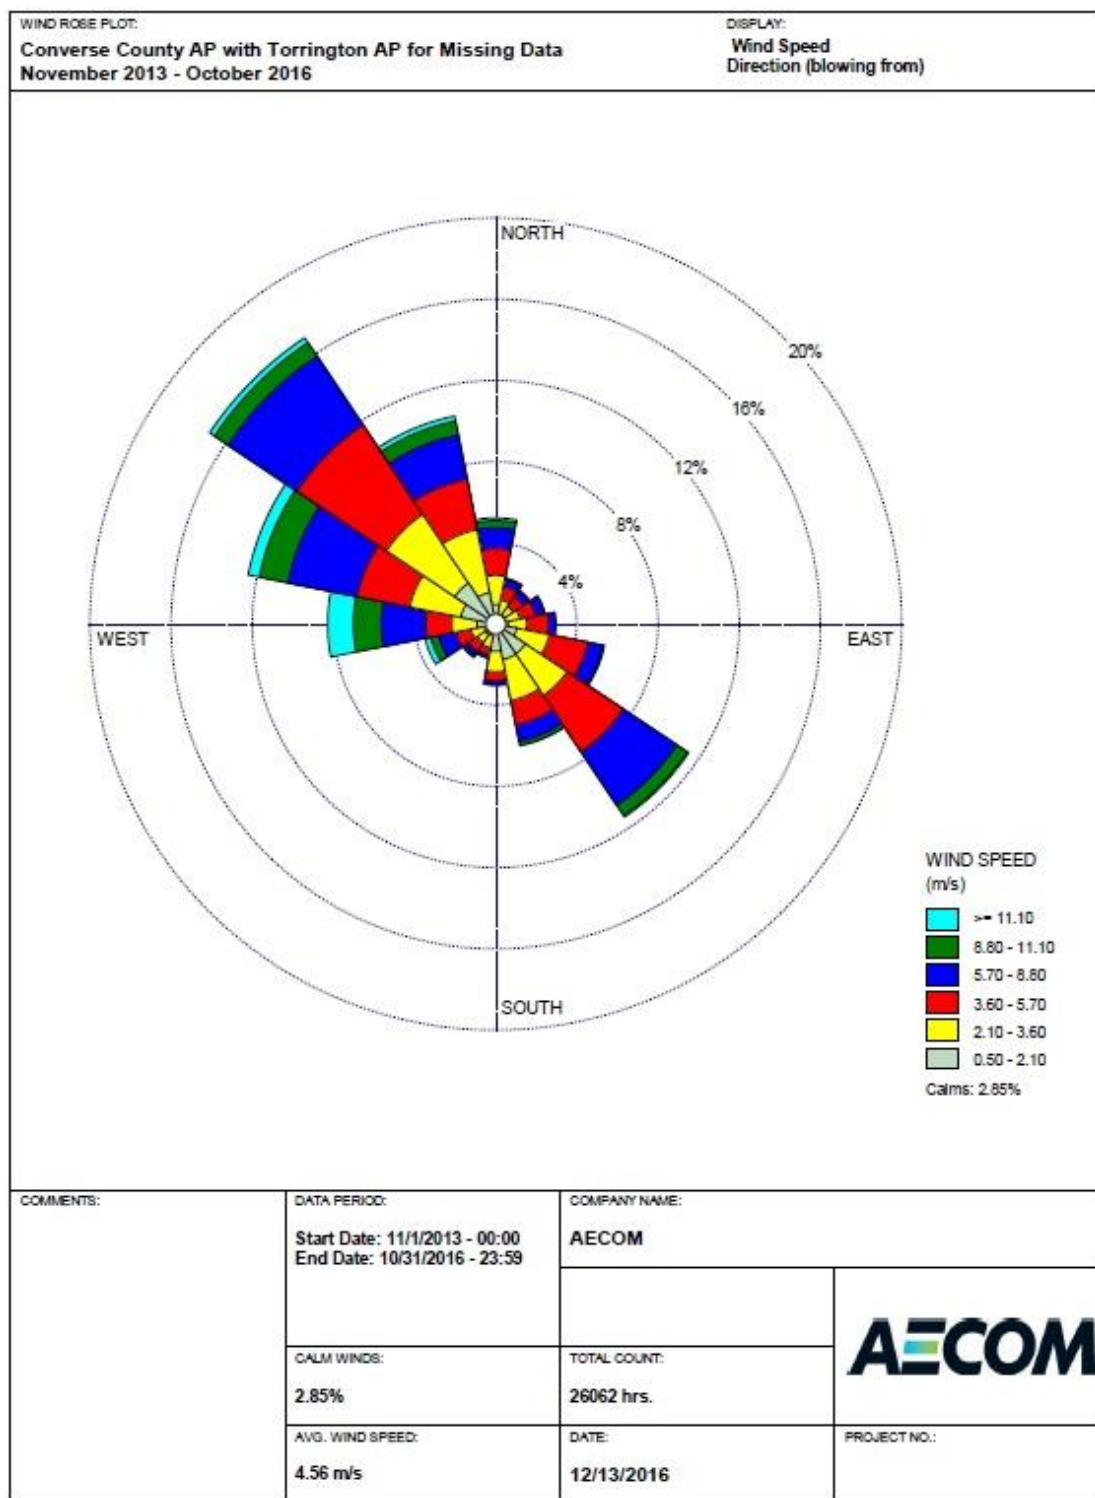 WIND ROSE PLOT:
Converse County AP with Torrington AP for Missing Data
November 2013 - October 2016
DISPLAY:
Wind Speed
Direction (blowing from)
NORTH
20%
16%
12%
8%
4%
WEST
EAST
SOUTH
WIND SPEED
(m/s)
>= 11.10
8.80 - 11.10
5.70 - 8.80
3.60 - 5.70
2.10 - 3.60
0.50 - 2.10
Calms: 2.85%
COMMENTS:
DATA PERIOD:
Start Date: 11/1/2013 - 00:00
End Date: 10/31/2016 - 23:59
COMPANY NAME:
AECOM
AECOM
CALM WINDS:
2.85%
TOTAL COUNT:
26062 hrs.
AVG. WIND SPEED:
4.56 m/s
DATE:
12/13/2016
PROJECT NO.: